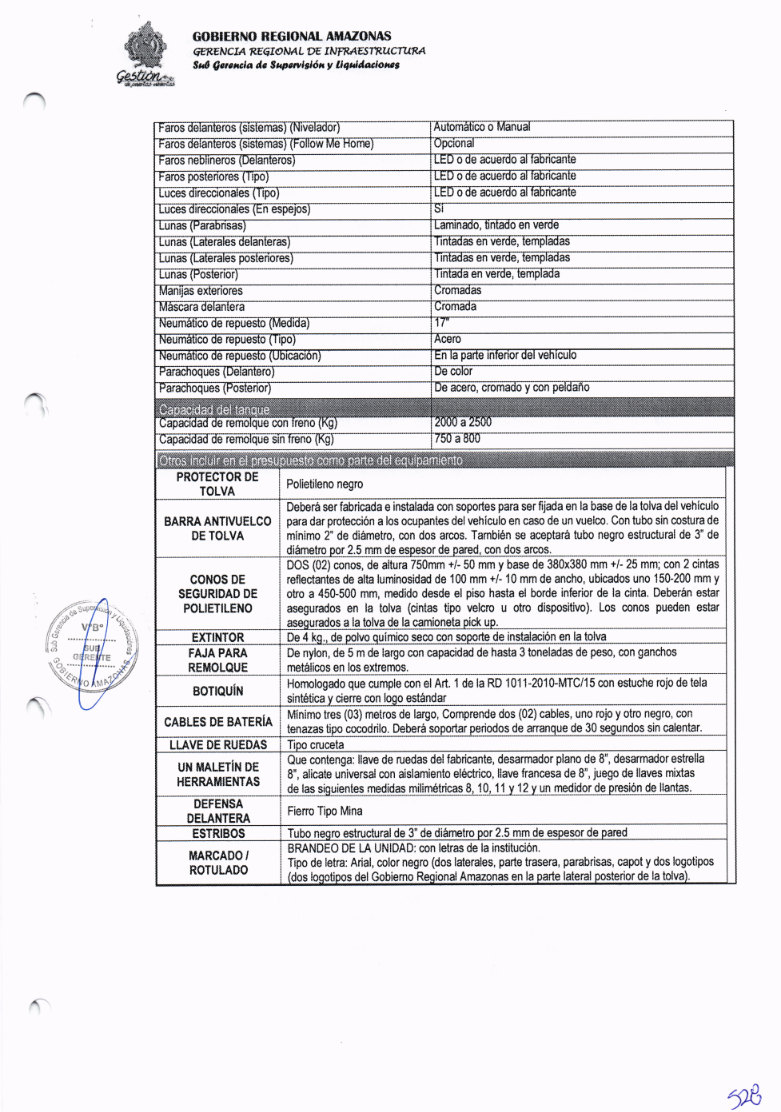 GOBIERNO REGIONAL AMAZONAS
GERENCIA REGIONAL DE INFRAESTRUCTURA
Sub Gerencia de Supervisión y Liquidaciones
Gestión
de puertas abiertas
Faros delanteros (sistemas) (Nivelador) Automático o Manual
Faros delanteros (sistemas) (Follow Me Home) Opcional
Faros neblineros (Delanteros) LED o de acuerdo al fabricante
Faros posteriores (Tipo) LED o de acuerdo al fabricante
Luces direccionales (Tipo) LED o de acuerdo al fabricante
Luces direccionales (En espejos) Sí
Lunas (Parabrisas) Laminado, tintado en verde
Lunas (Laterales delanteras) Tintadas en verde, templadas
Lunas (Laterales posteriores) Tintadas en verde, templadas
Lunas (Posterior) Tintada en verde, templada
Manijas exteriores Cromadas
Máscara delantera Cromada
Neumático de repuesto (Medida) 17"
Neumático de repuesto (Tipo) Acero
Neumático de repuesto (Ubicación) En la parte inferior del vehículo
Parachoques (Delantero) De color
Parachoques (Posterior) De acero, cromado y con peldaño
Capacidad del tanque
Capacidad de remolque con freno (Kg) 2000 a 2500
Capacidad de remolque sin freno (Kg) 750 a 800
Otros incluir en el presupuesto como parte del equipamiento
PROTECTOR DE
TOLVA
Polietileno negro
BARRA ANTIVUELCO
DE TOLVA
Deberá ser fabricada e instalada con soportes para ser fijada en la base de la tolva del vehículo
para dar protección a los ocupantes del vehículo en caso de un vuelco. Con tubo sin costura de
mínimo 2" de diámetro, con dos arcos. También se aceptará tubo negro estructural de 3" de
diámetro por 2.5 mm de espesor de pared, con dos arcos.
CONOS DE
SEGURIDAD DE
POLIETILENO
DOS (02) conos, de altura 750mm +/- 50 mm y base de 380x380 mm +/- 25 mm; con 2 cintas
reflectantes de alta luminosidad de 100 mm +/- 10 mm de ancho, ubicados uno 150-200 mm y
otro a 450-500 mm, medido desde el piso hasta el borde inferior de la cinta. Deberán estar
asegurados en la tolva (cintas tipo velcro u otro dispositivo). Los conos pueden estar
asegurados a la tolva de la camioneta pick up.
EXTINTOR De 4 kg., de polvo químico seco con soporte de instalación en la tolva
FAJA PARA
REMOLQUE
De nylon, de 5 m de largo con capacidad de hasta 3 toneladas de peso, con ganchos
metálicos en los extremos.
BOTIQUÍN
Homologado que cumple con el Art. 1 de la RD 1011-2010-MTC/15 con estuche rojo de tela
sintética y cierre con logo estándar
CABLES DE BATERÍA
Mínimo tres (03) metros de largo, Comprende dos (02) cables, uno rojo y otro negro, con
tenazas tipo cocodrilo. Deberá soportar periodos de arranque de 30 segundos sin calentar.
LLAVE DE RUEDAS Tipo cruceta
UN MALETÍN DE
HERRAMIENTAS
Que contenga: llave de ruedas del fabricante, desarmador plano de 8", desarmador estrella
8", alicate universal con aislamiento eléctrico, llave francesa de 8", juego de llaves mixtas
de las siguientes medidas milimétricas 8, 10, 11 y 12 y un medidor de presión de llantas.
DEFENSA
DELANTERA
Fierro Tipo Mina
ESTRIBOS Tubo negro estructural de 3" de diámetro por 2.5 mm de espesor de pared
MARCADO /
ROTULADO
BRANDEO DE LA UNIDAD: con letras de la institución.
Tipo de letra: Arial, color negro (dos laterales, parte trasera, parabrisas, capot y dos logotipos
(dos logotipos del Gobierno Regional Amazonas en la parte lateral posterior de la tolva).
Sub Gerencia de Supervisión y Liquidaciones
V°B°
SUB
GERENTE
GOBIERNO AMAZONAS
528